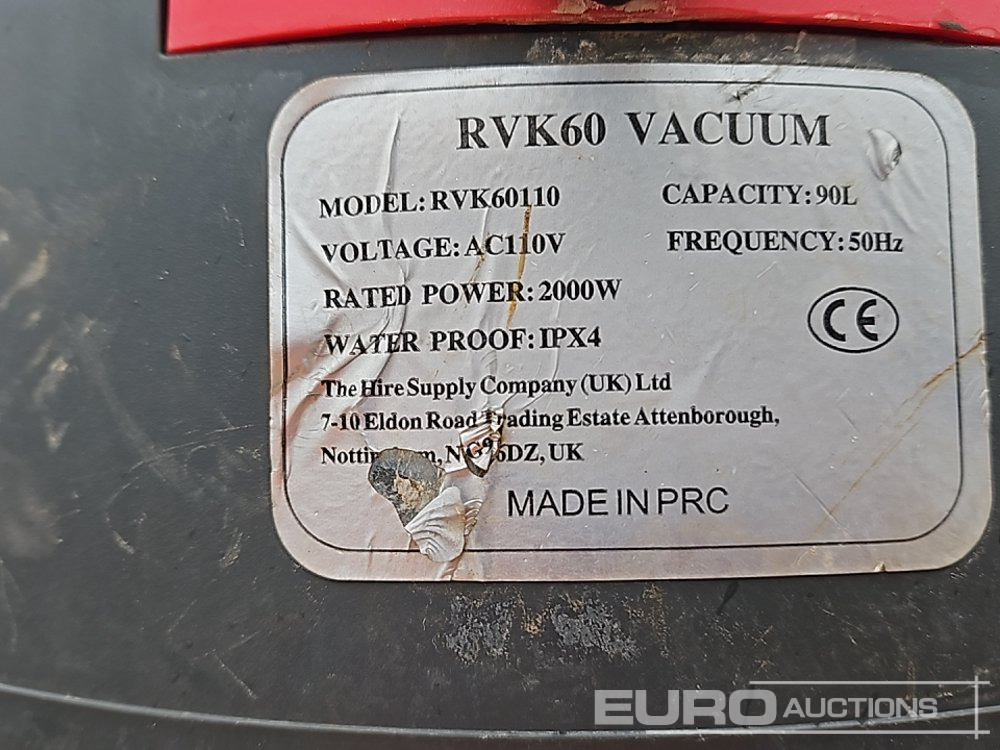 RVK60 VACUUM
MODEL: RVK60110 CAPACITY: 90L
VOLTAGE: AC110V FREQUENCY: 50Hz
RATED POWER: 2000W
WATER PROOF: IPX4
CE
The Hire Supply Company (UK) Ltd
7-10 Eldon Road Trading Estate Attenborough,
UK
MADE IN PRC
EURO AUCTIONS